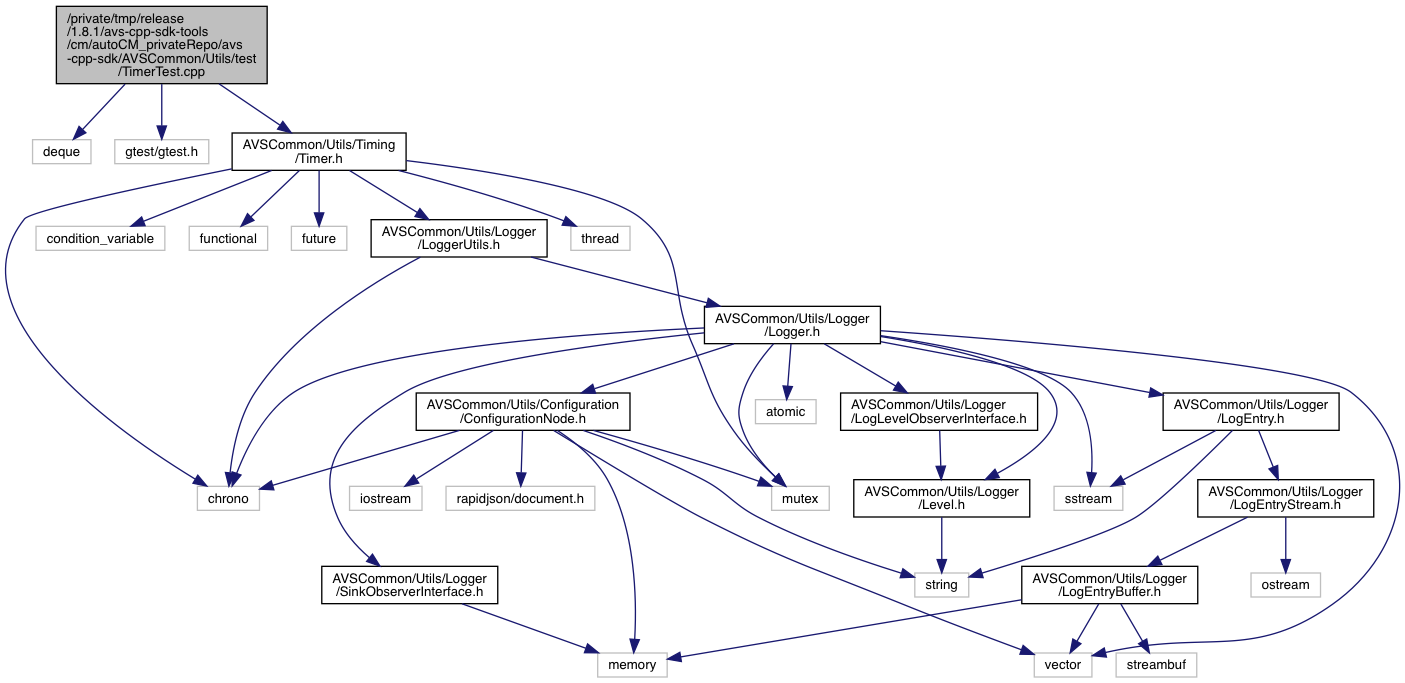 /private/tmp/release
/1.8.1/avs-cpp-sdk-tools
/cm/autoCM_privateRepo/avs
-cpp-sdk/AVSCommon/Utils/test
/TimerTest.cpp
deque
gtest/gtest.h
AVSCommon/Utils/Timing
/Timer.h
condition_variable
functional
future
AVSCommon/Utils/Logger
/LoggerUtils.h
thread
AVSCommon/Utils/Logger
/Logger.h
AVSCommon/Utils/Configuration
/ConfigurationNode.h
atomic
AVSCommon/Utils/Logger
/LogLevelObserverInterface.h
AVSCommon/Utils/Logger
/LogEntry.h
chrono
iostream
rapidjson/document.h
mutex
AVSCommon/Utils/Logger
/Level.h
sstream
AVSCommon/Utils/Logger
/LogEntryStream.h
AVSCommon/Utils/Logger
/SinkObserverInterface.h
string
AVSCommon/Utils/Logger
/LogEntryBuffer.h
ostream
memory
vector
streambuf